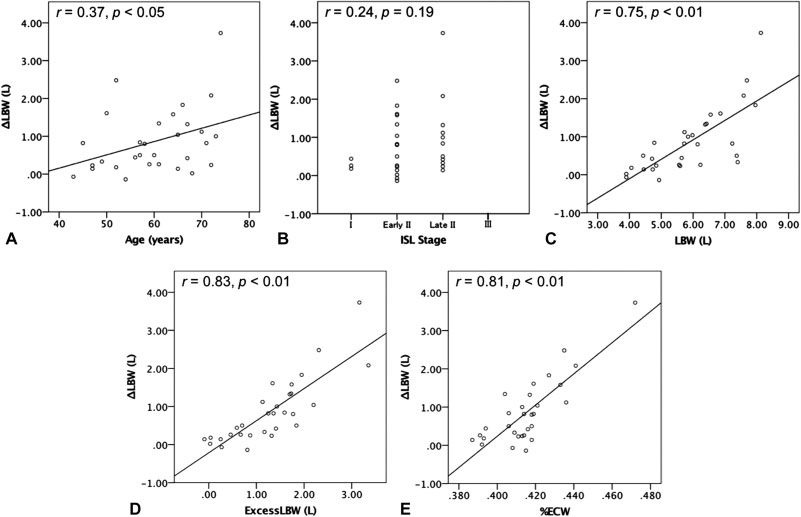 r = 0.37, p < 0.05
4.00
3.00
2.00
1.00
.00
-1.00
ΔLBW (L)
40 50 60 70 80
Age (years)
A
r = 0.24, p = 0.19
4.00
3.00
2.00
1.00
.00
-1.00
ΔLBW (L)
I Early II Late II III
ISL Stage
B
r = 0.75, p < 0.01
4.00
3.00
2.00
1.00
.00
-1.00
ΔLBW (L)
3.00 4.00 5.00 6.00 7.00 8.00 9.00
LBW (L)
C
r = 0.83, p < 0.01
4.00
3.00
2.00
1.00
.00
-1.00
ΔLBW (L)
.00 1.00 2.00 3.00
ExcessLBW (L)
D
r = 0.81, p < 0.01
4.00
3.00
2.00
1.00
.00
-1.00
ΔLBW (L)
.380 .400 .420 .440 .460 .480
%ECW
E